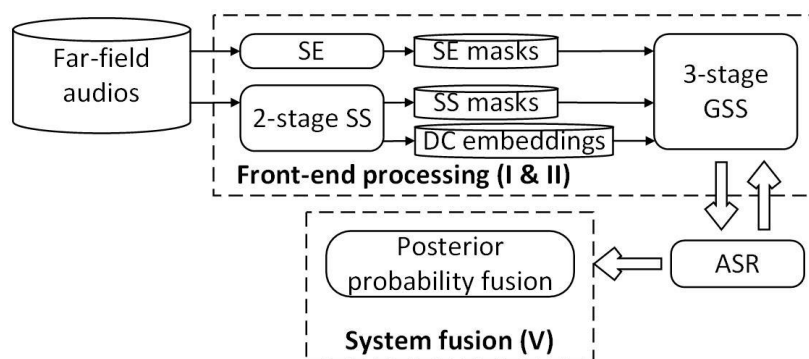 Far-field
audios
SE
SE masks
2-stage SS
SS masks
DC embeddings
3-stage
GSS
Front-end processing (I & II)
Posterior
probability fusion
ASR
System fusion (V)